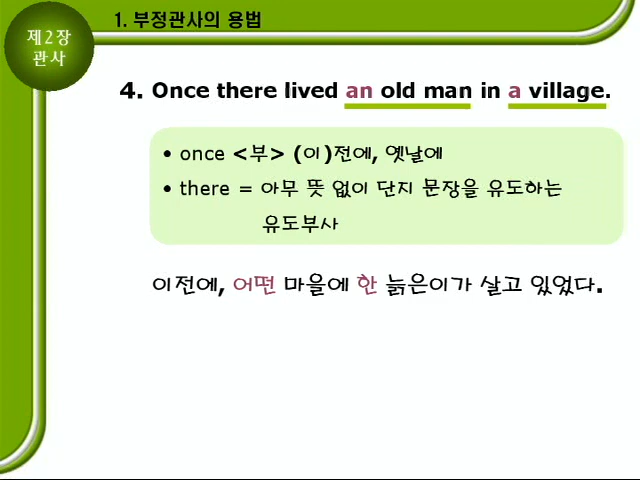 제2장
관사
1. 부정관사의 용법
4. Once there lived an old man in a village.
• once <부> (이)전에, 옛날에
• there = 아무 뜻 없이 단지 문장을 유도하는
유도부사
이전에, 어떤 마을에 한 늙은이가 살고 있었다.